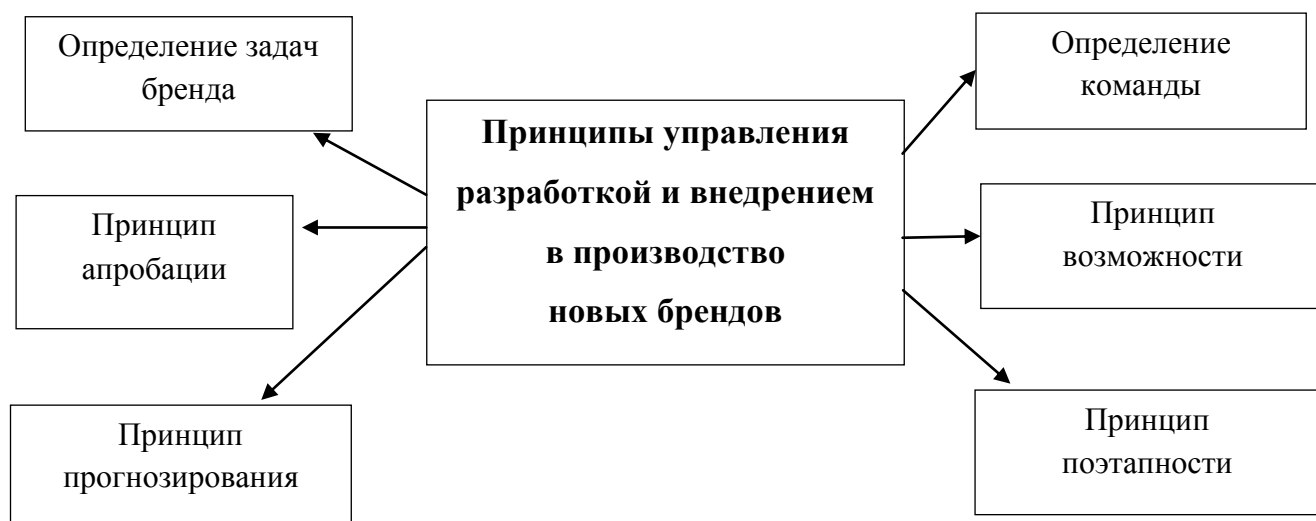 Определение задач
бренда
Принцип
апробации
Принцип
прогнозирования
Принципы управления
разработкой и внедрением
в производство
новых брендов
Определение
команды
Принцип
возможности
Принцип
поэтапности